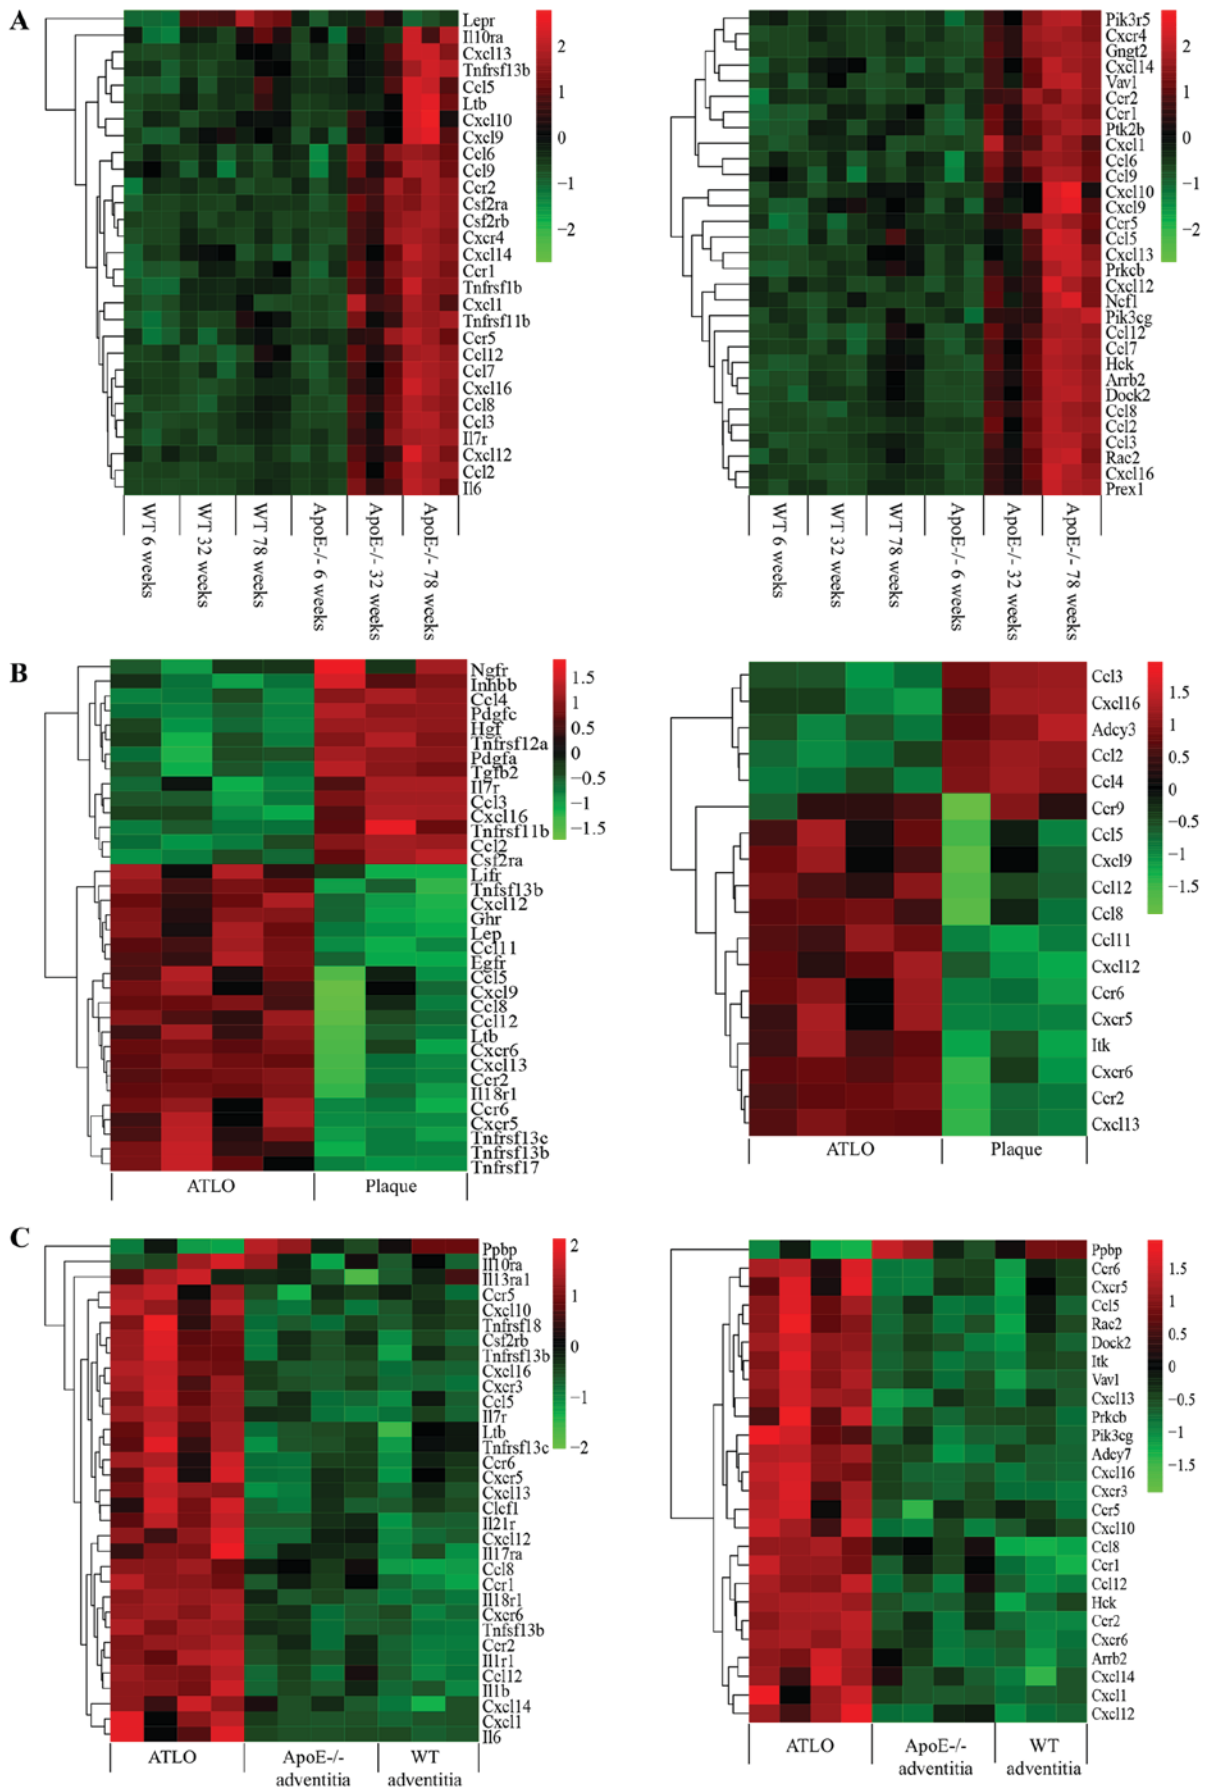 A
Lepr
Il10ra
Cxcl13
Tnfrsf13b
Ccl5
Ltb
Cxcl10
Cxcl9
Ccl6
Ccl9
Ccr2
Csf2ra
Csf2rb
Cxcr4
Cxcl14
Ccr1
Tnfrsf1b
Cxcl1
Tnfrsf11b
Ccr5
Ccl12
Ccl7
Cxcl16
Ccl8
Ccl3
Il7r
Cxcl12
Ccl2
Il6
2
1
0
−1
−2
WT 6 weeks
WT 32 weeks
WT 78 weeks
ApoE-/- 6 weeks
ApoE-/- 32 weeks
ApoE-/- 78 weeks
Pik3r5
Cxcr4
Gngt2
Cxcl14
Vav1
Ccr2
Ccr1
Ptk2b
Cxcl1
Ccl6
Ccl9
Cxcl10
Cxcl9
Ccr5
Ccl5
Cxcl13
Prkcb
Cxcl12
Ncf1
Pik3cg
Ccl12
Ccl7
Hck
Arrb2
Dock2
Ccl8
Ccl2
Ccl3
Rac2
Cxcl16
Prex1
2
1
0
−1
−2
WT 6 weeks
WT 32 weeks
WT 78 weeks
ApoE-/- 6 weeks
ApoE-/- 32 weeks
ApoE-/- 78 weeks
B
Ngfr
Inhbb
Ccl4
Pdgfc
Hgf
Tnfrsf12a
Pdgfa
Tgfb2
Il7r
Ccl3
Cxcl16
Tnfrsf11b
Ccl2
Csf2ra
Lifr
Tnfsf13b
Cxcl12
Ghr
Lep
Ccl11
Egfr
Ccl5
Cxcl9
Ccl8
Ccl12
Ltb
Cxcr6
Cxcl13
Ccr2
Il18r1
Ccr6
Cxcr5
Tnfrsf13c
Tnfrsf13b
Tnfrsf17
1.5
1
0.5
0
−0.5
−1
−1.5
ATLO
Plaque
Ccl3
Cxcl16
Adcy3
Ccl2
Ccl4
Ccr9
Ccl5
Cxcl9
Ccl12
Ccl8
Ccl11
Cxcl12
Ccr6
Cxcr5
Itk
Cxcr6
Ccr2
Cxcl13
1.5
1
0.5
0
−0.5
−1
−1.5
ATLO
Plaque
C
Ppbp
Il10ra
Il13ra1
Ccr5
Cxcl10
Tnfrsf18
Csf2rb
Tnfrsf13b
Cxcl16
Cxcr3
Ccl5
Il7r
Ltb
Tnfrsf13c
Ccr6
Cxcr5
Cxcl13
Clcf1
Il21r
Cxcl12
Il17ra
Ccl8
Ccr1
Il18r1
Cxcr6
Tnfsf13b
Ccr2
Il1r1
Ccl12
Il1b
Cxcl14
Cxcl1
Il6
2
1
0
−1
−2
ATLO
ApoE-/-
adventitia
WT
adventitia
Ppbp
Ccr6
Cxcr5
Ccl5
Rac2
Dock2
Itk
Vav1
Cxcl13
Prkcb
Pik3cg
Adcy7
Cxcl16
Cxcr3
Ccr5
Cxcl10
Ccl8
Ccr1
Ccl12
Hck
Ccr2
Cxcr6
Arrb2
Cxcl14
Cxcl1
Cxcl12
1.5
1
0.5
0
−0.5
−1
−1.5
ATLO
ApoE-/-
adventitia
WT
adventitia